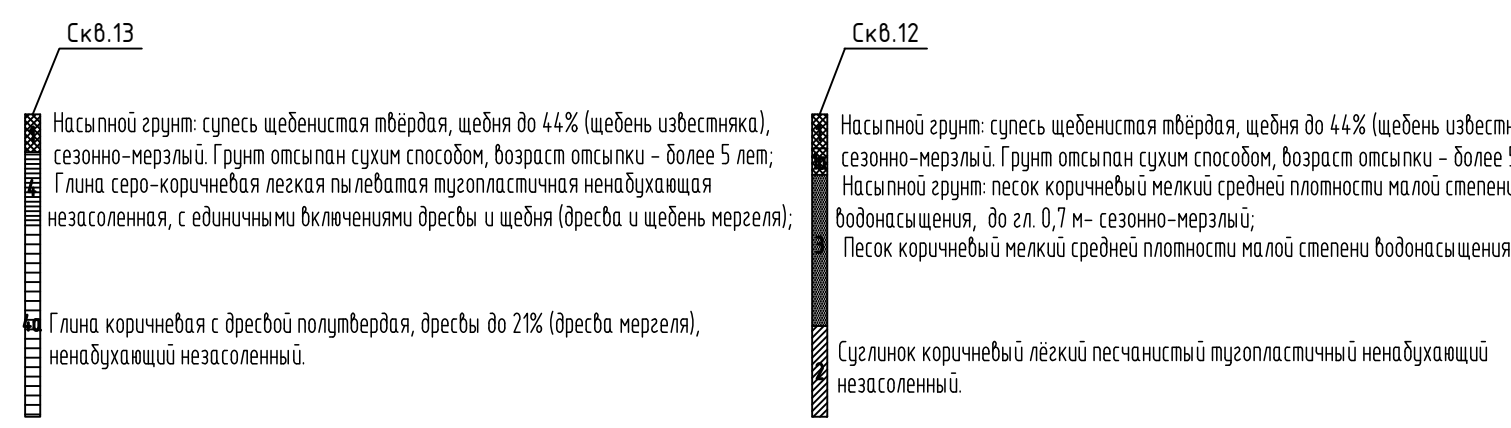 Скв.13
Насыпной грунт: супесь щебенистая твёрдая, щебня до 44% (щебень известняка),
сезонно-мерзлый. Грунт отсыпан сухим способом, возраст отсыпки - более 5 лет;
4
Глина серо-коричневая легкая пылеватая тугопластичная ненабухающая
незасоленная, с единичными включениями дресвы и щебня (дресва и щебень мергеля);
4а
Глина коричневая с дресвой полутвердая, дресвы до 21% (дресва мергеля),
ненабухающий незасоленный.
Скв.12
Насыпной грунт: супесь щебенистая твёрдая, щебня до 44% (щебень
сезонно-мерзлый. Грунт отсыпан сухим способом, возраст отсыпки - более
Насыпной грунт: песок коричневый мелкий средней плотности малой степени
водонасыщения, до гл. 0,7 м- сезонно-мерзлый;
3
Песок коричневый мелкий средней плотности малой степени водонасыщения
2
Суглинок коричневый лёгкий песчанистый тугопластичный ненабухающий
незасоленный.